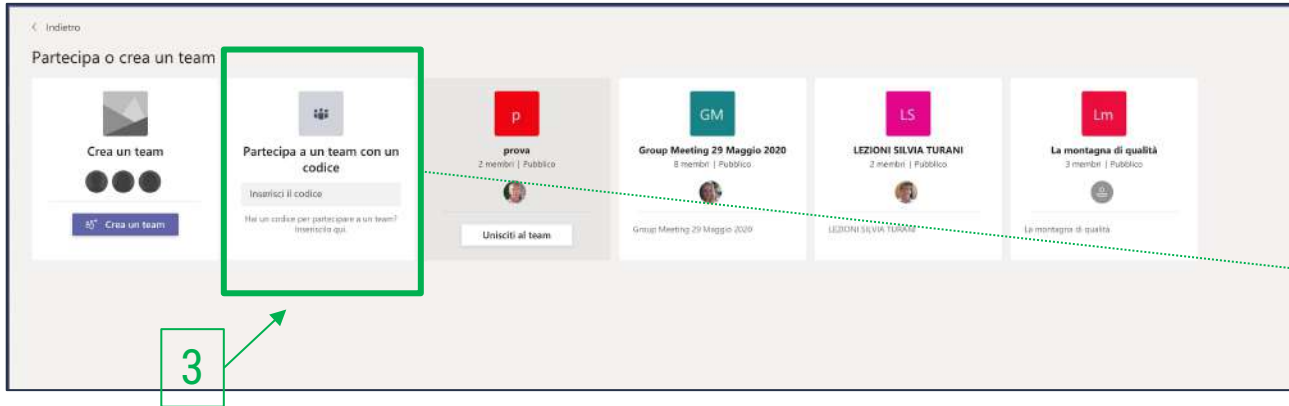 Indietro
Partecipa o crea un team
Crea un team
Crea un team
Partecipa a un team con un
codice
Inserisci il codice
Hai un codice per partecipare a un team?
Inseriscilo qui.
p
prova
2 membri | Pubblico
Unisciti al team
GM
Group Meeting 29 Maggio 2020
8 membri | Pubblico
Group Meeting 29 Maggio 2020
LS
LEZIONI SILVIA TURANI
2 membri | Pubblico
LEZIONI SILVIA TURANI
Lm
La montagna di qualità
3 membri | Pubblico
La montagna di qualità
3